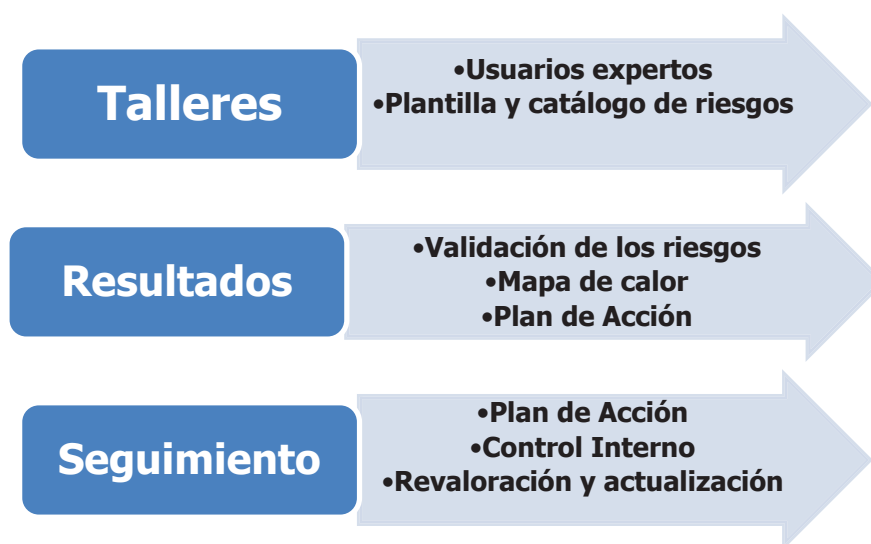 Talleres
•Usuarios expertos
•Plantilla y catálogo de riesgos
Resultados
•Validación de los riesgos
•Mapa de calor
•Plan de Acción
Seguimiento
•Plan de Acción
•Control Interno
•Revaloración y actualización